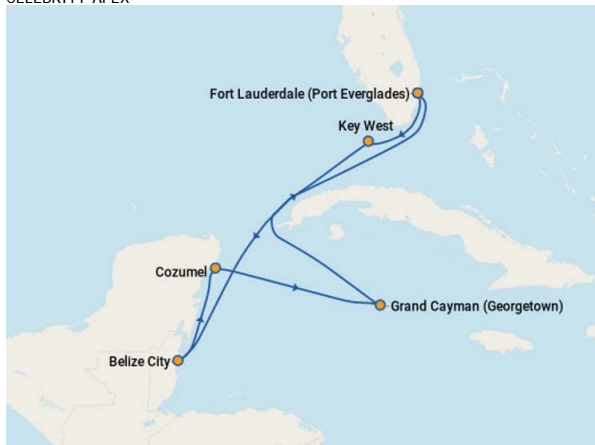 CELEBRITY APEX
Fort Lauderdale (Port Everglades)
Key West
Cozumel
Grand Cayman (Georgetown)
Belize City